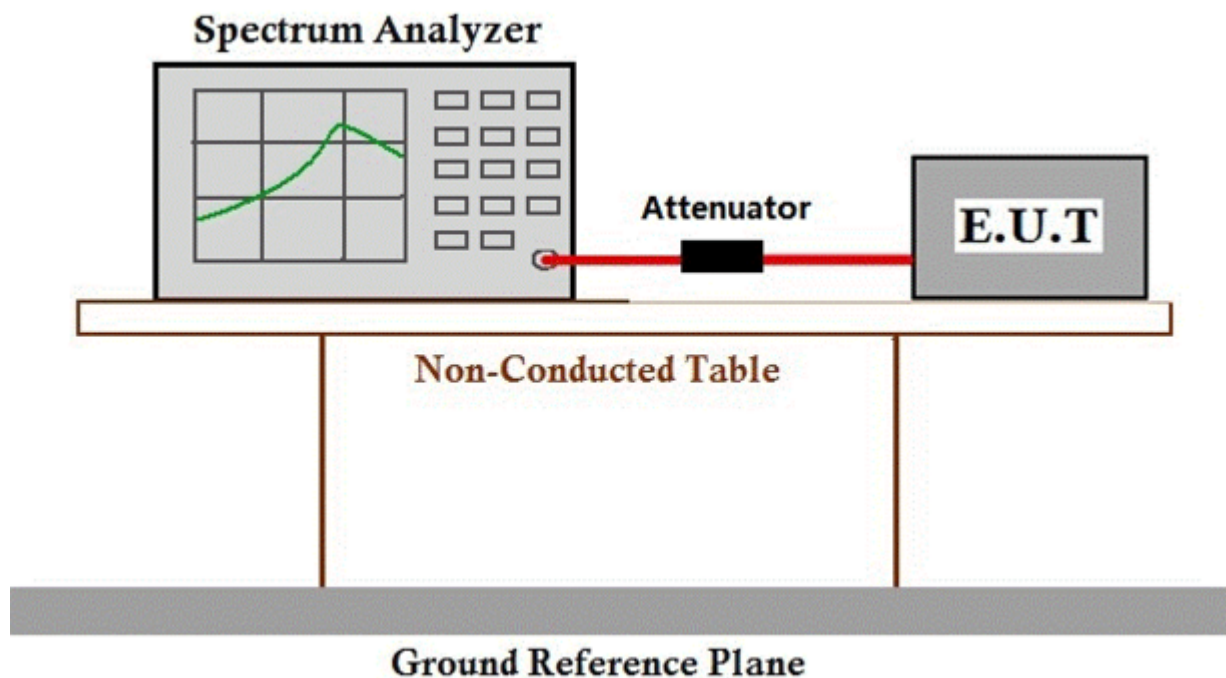 Spectrum Analyzer
Attenuator
E.U.T
Non-Conducted Table
Ground Reference Plane